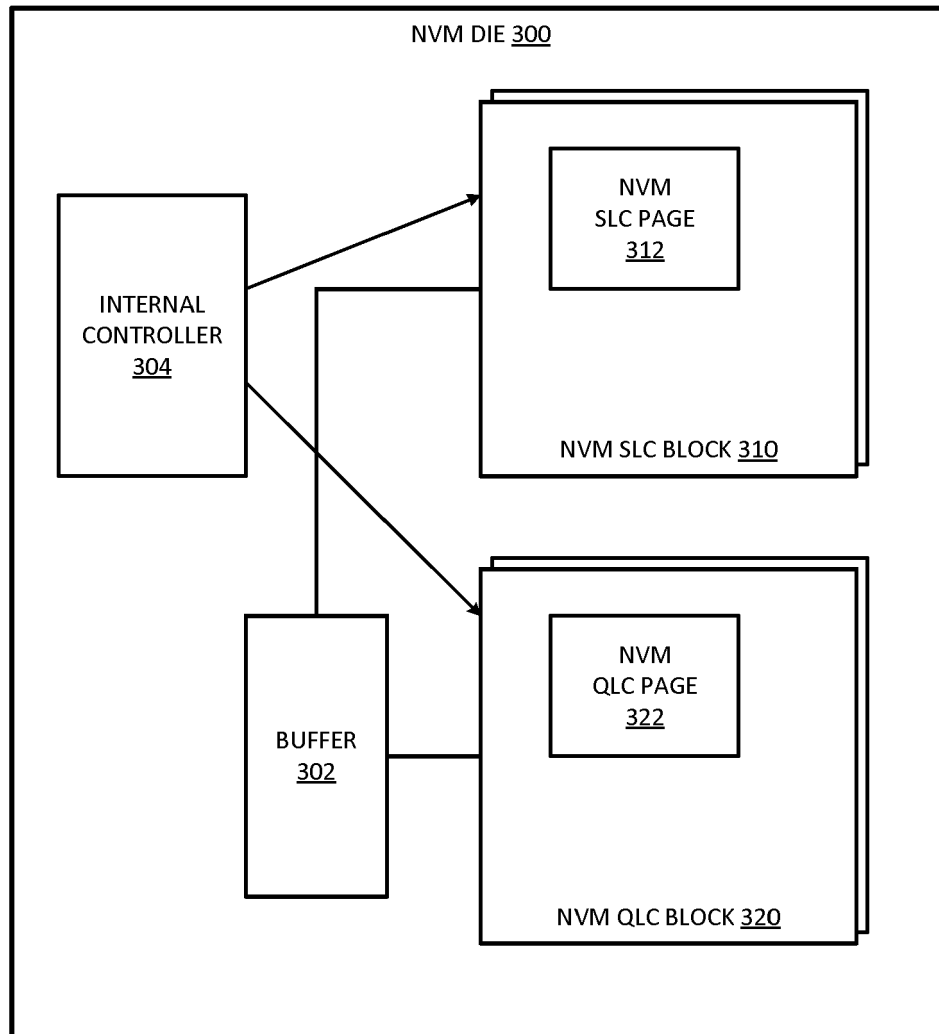 NVM DIE 300
NVM
SLC PAGE
312
INTERNAL
CONTROLLER
304
NVM SLC BLOCK 310
NVM
QLC PAGE
322
BUFFER
302
NVM QLC BLOCK 320